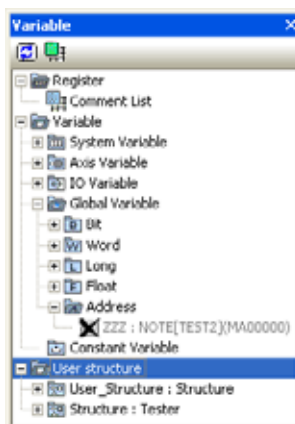 Variable
Register
Comment List
Variable
System Variable
Axis Variable
IO Variable
Global Variable
B Bit
W Word
L Long
F Float
Address
ZZZ : NOTE[TEST2](MA00000)
Constant Variable
User structure
User_Structure : Structure
Structure : Tester